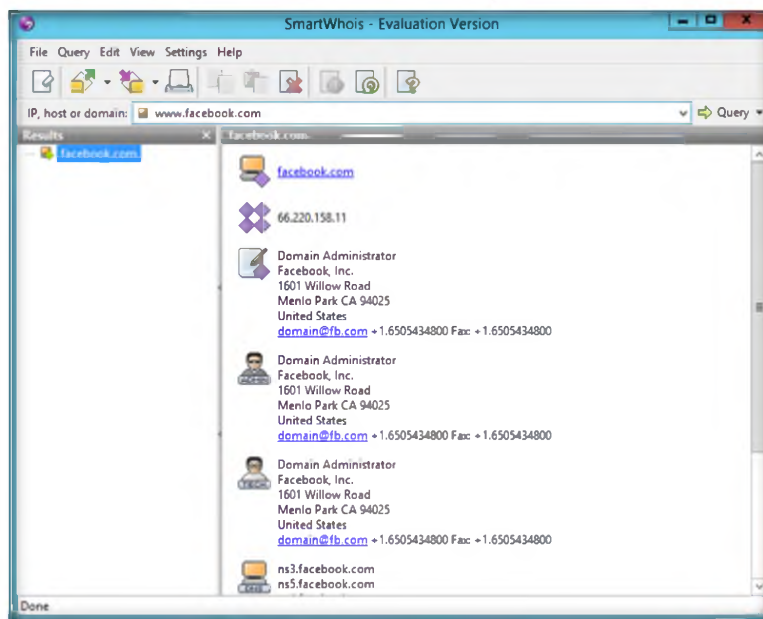 SmartWhois - Evaluation Version
File Query Edit View Settings Help
IP, host or domain: www.facebook.com Query
Results
facebook.com
facebook.com
facebook.com
66.220.158.11
Domain Administrator
Facebook, Inc.
1601 Willow Road
Menlo Park CA 94025
United States
domain@fb.com +1.6505434800 Fax: +1.6505434800
ADMIN
Domain Administrator
Facebook, Inc.
1601 Willow Road
Menlo Park CA 94025
United States
domain@fb.com +1.6505434800 Fax: +1.6505434800
TECH
Domain Administrator
Facebook, Inc.
1601 Willow Road
Menlo Park CA 94025
United States
domain@fb.com +1.6505434800 Fax: +1.6505434800
ns3.facebook.com
ns5.facebook.com
Done